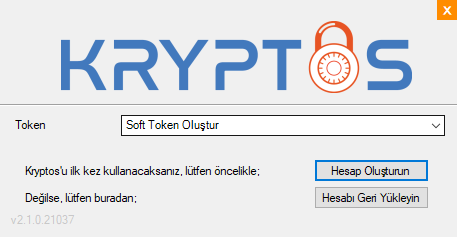 X
KRYPTOS
Token Soft Token Oluştur
Kryptos'u ilk kez kullanacaksanız, lütfen öncelikle; Hesap Oluşturun
Değilse, lütfen buradan; Hesabı Geri Yükleyin
v2.1.0.21037